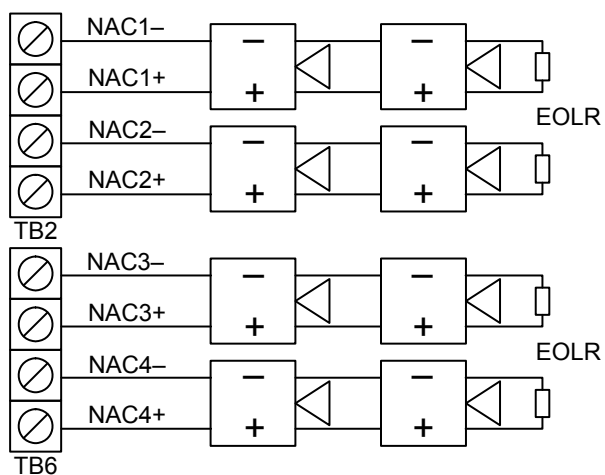 NAC1–
− −
NAC1+
+ +
EOLR
NAC2–
− −
NAC2+
+ +
TB2
NAC3–
− −
NAC3+
+ +
EOLR
NAC4–
− −
NAC4+
+ +
TB6